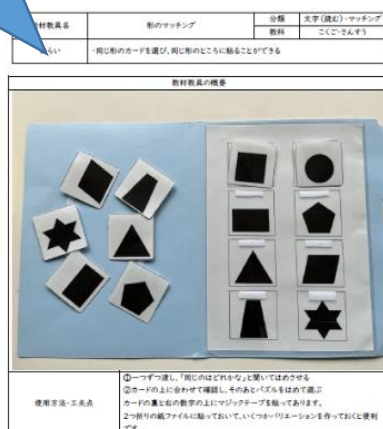 教材教具名
形のマッチング
分類
文字(読む)・マッチング
教科
こくご・さんすう
ねらい
・同じ形のカードを選び、同じ形のところに貼ることができる
教材教具の概要
使用方法・工夫点
①一つずつ渡し、「同じのはどれかな」と聞いてはめさせる
②カードの上に合わせて確認し、そのあとパズルをはめて遊ぶ
カードの裏と右の数字の上にマジックテープを貼ってあります。
2つ折りの紙ファイルに貼っておいて、いくつかバリエーションを作っておくと便利
です。